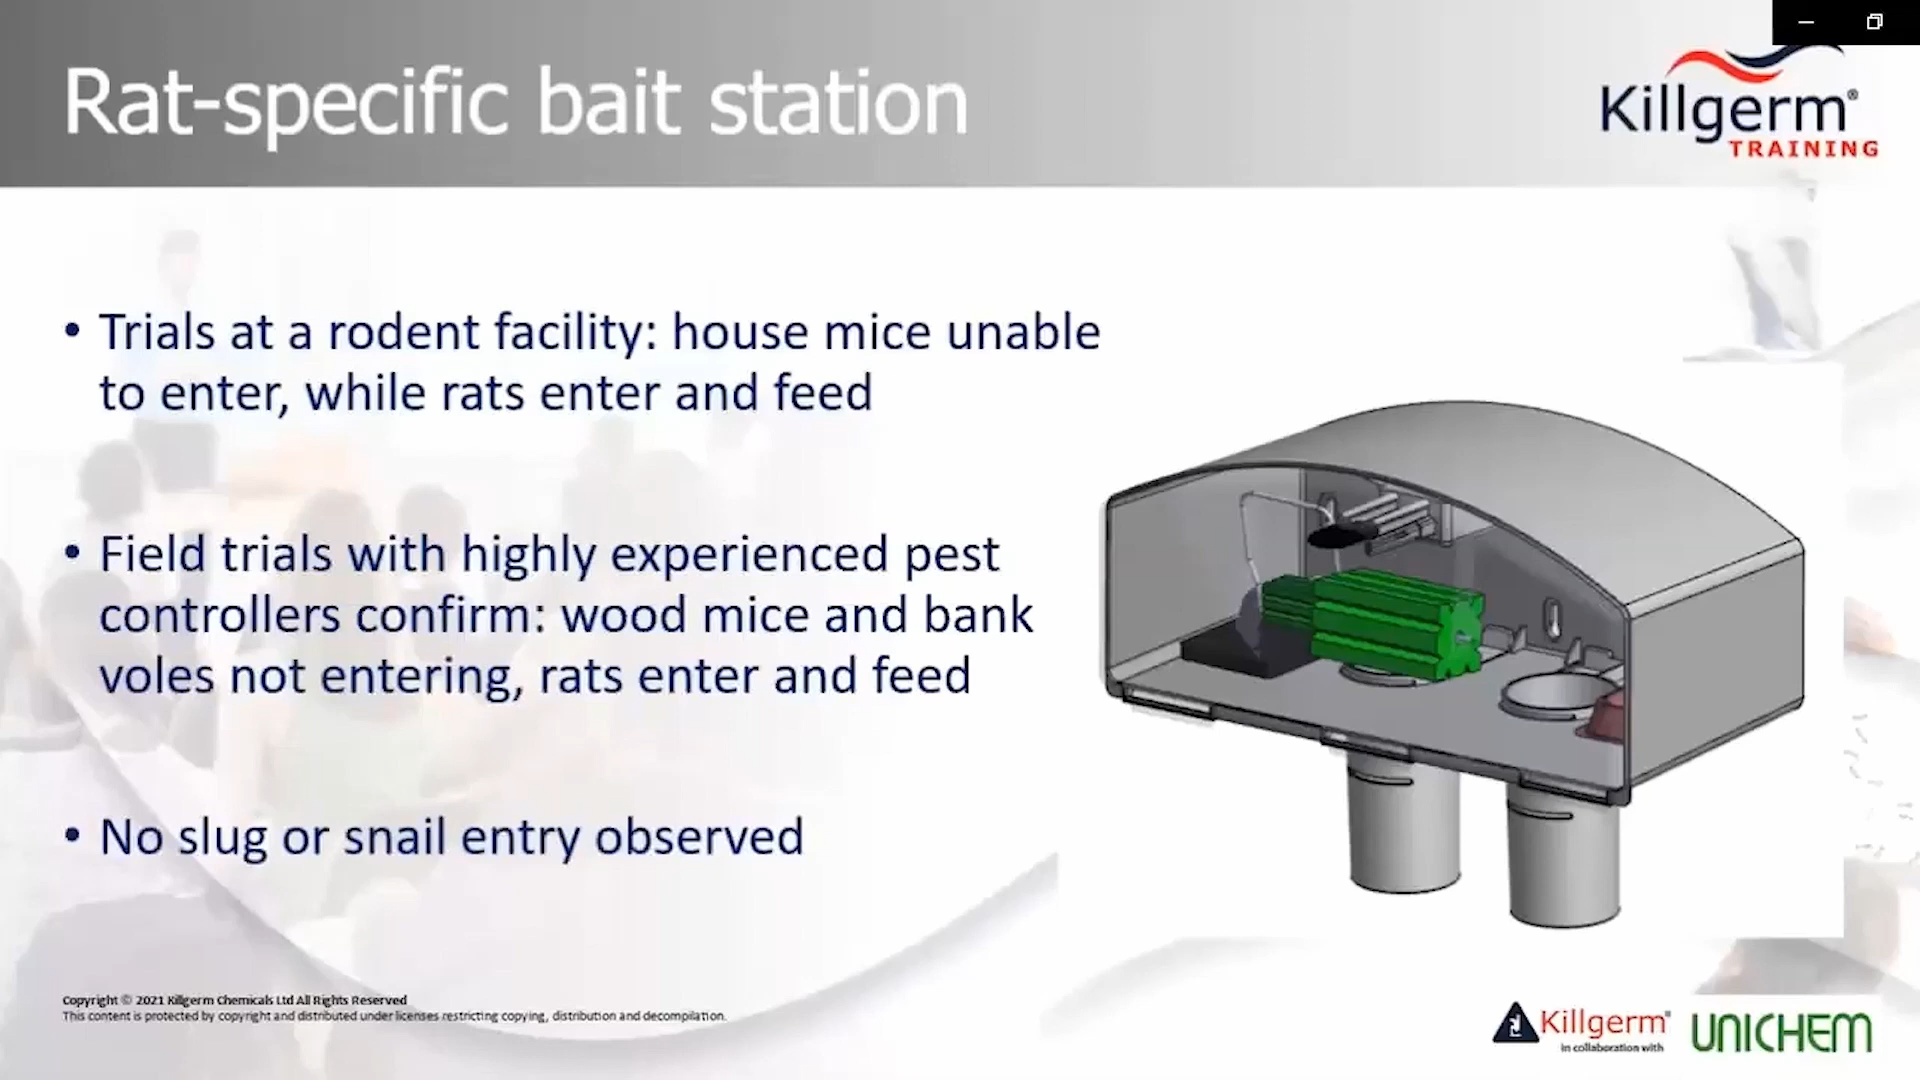 Rat-specific bait station
Killgerm®
TRAINING
• Trials at a rodent facility: house mice unable
to enter, while rats enter and feed
• Field trials with highly experienced pest
controllers confirm: wood mice and bank
voles not entering, rats enter and feed
• No slug or snail entry observed
Copyright © 2021 Killgerm Chemicals Ltd All Rights Reserved
This content is protected by copyright and distributed under licenses restricting copying, distribution and decompilation.
Killgerm®
in collaboration with
UNICHEM